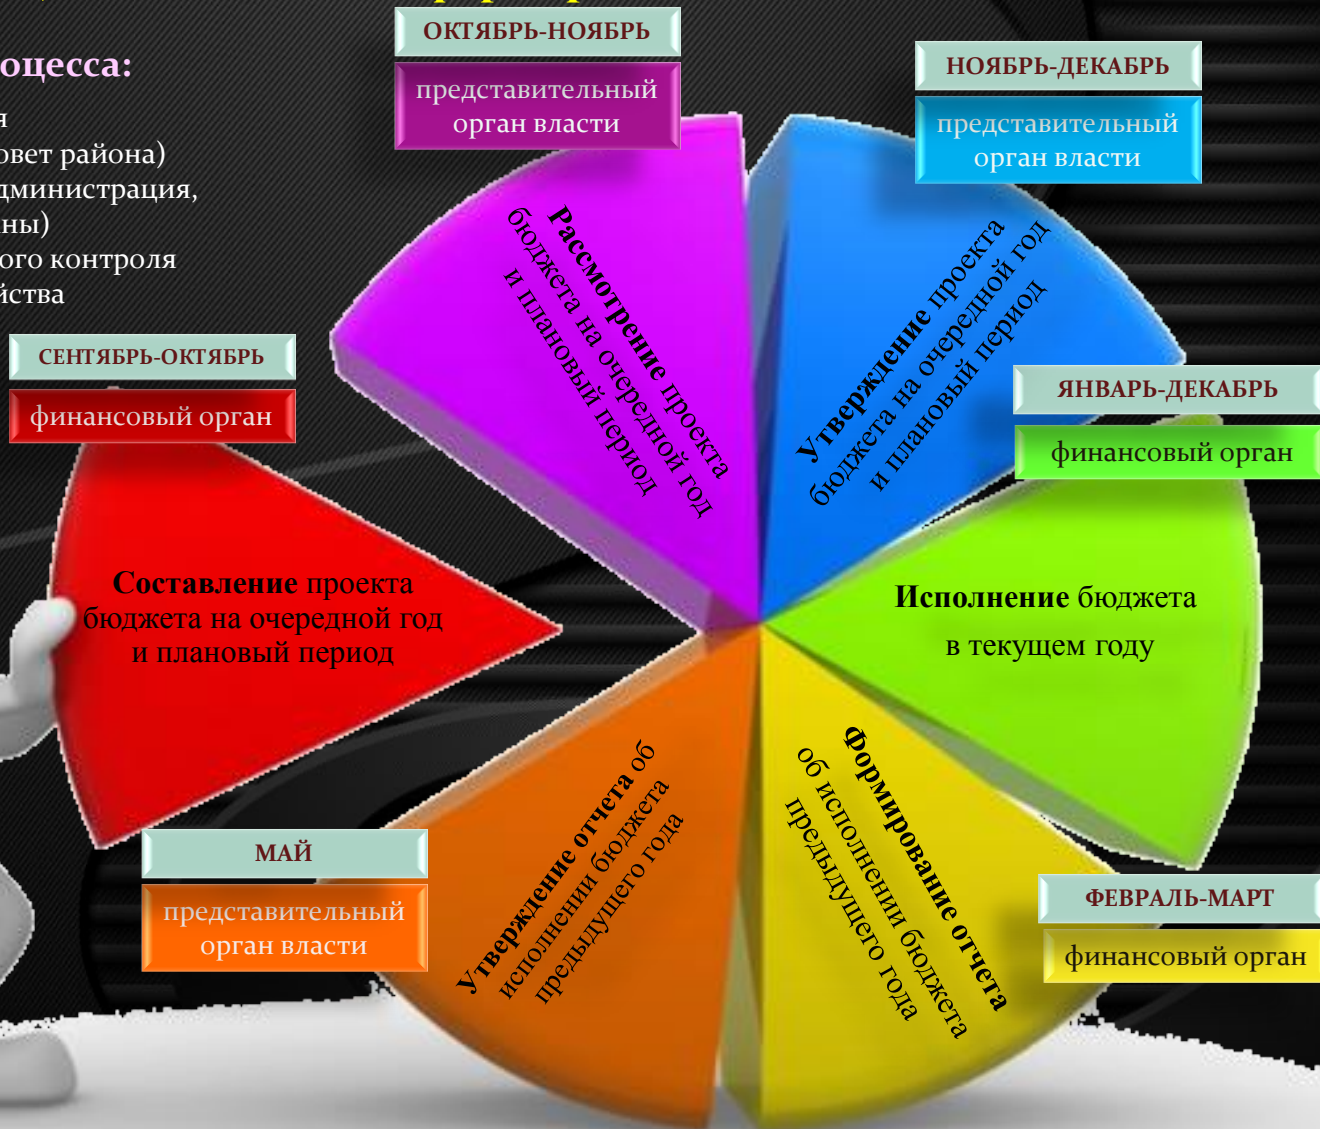 оцесса:
я
овет района)
дминистрация,
ны)
ого контроля
йства
ОКТЯБРЬ-НОЯБРЬ
представительный
орган власти
НОЯБРЬ-ДЕКАБРЬ
представительный
орган власти
СЕНТЯБРЬ-ОКТЯБРЬ
финансовый орган
ЯНВАРЬ-ДЕКАБРЬ
финансовый орган
Рассмотрение проекта
бюджета на очередной год
и плановый период
Утверждение проекта
бюджета на очередной год
и плановый период
Составление проекта
бюджета на очередной год
и плановый период
Исполнение бюджета
в текущем году
Утверждение отчета об
исполнении бюджета
предыдущего года
Формирование отчета
об исполнении бюджета
предыдущего года
МАЙ
представительный
орган власти
ФЕВРАЛЬ-МАРТ
финансовый орган